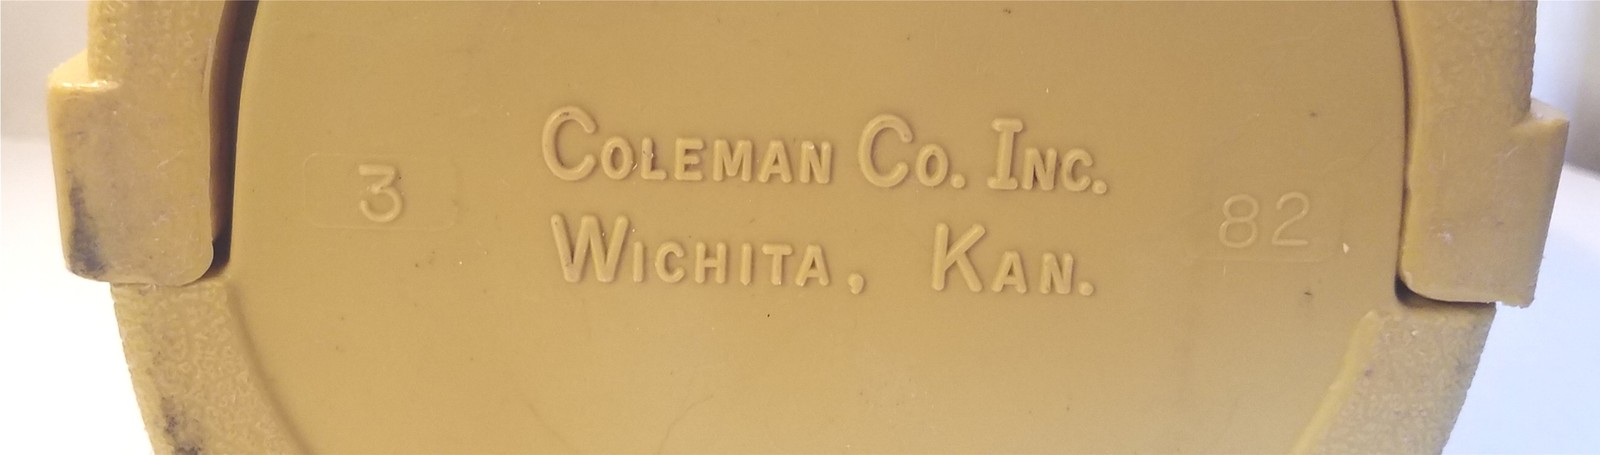 COLEMAN CO. INC.
3
82
WICHITA, KAN.